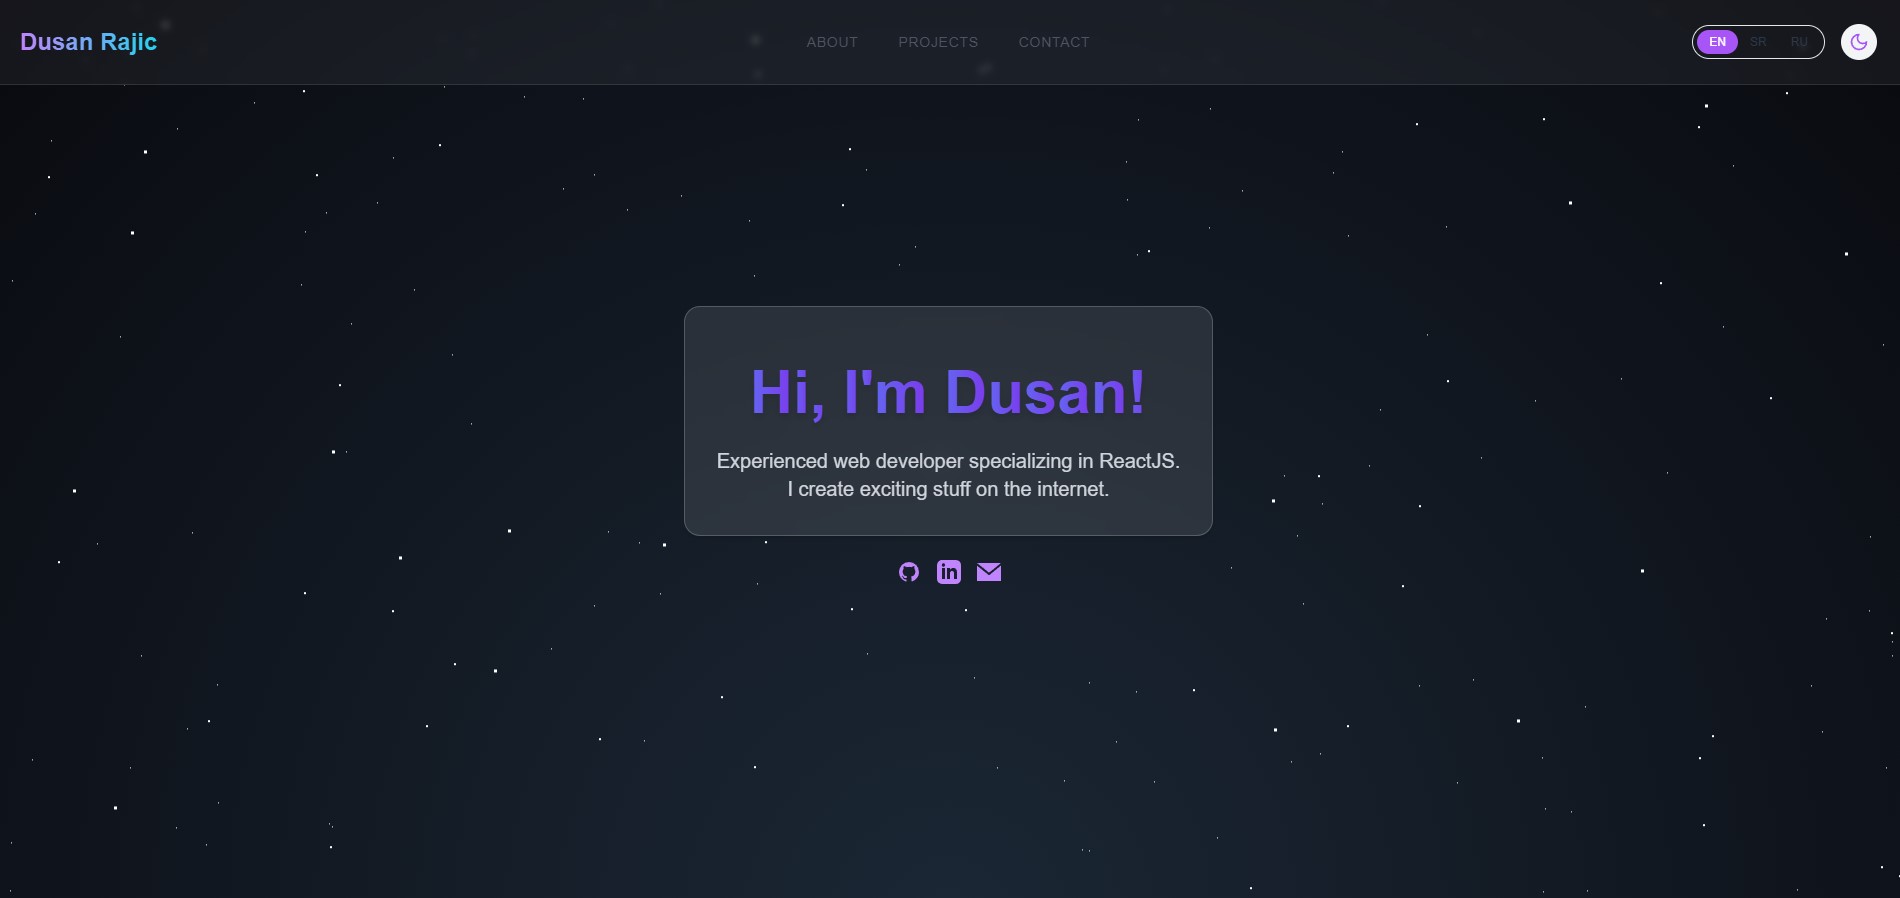 Dusan Rajic
ABOUT PROJECTS CONTACT
EN SR RU
Hi, I'm Dusan!
Experienced web developer specializing in ReactJS.
I create exciting stuff on the internet.
in